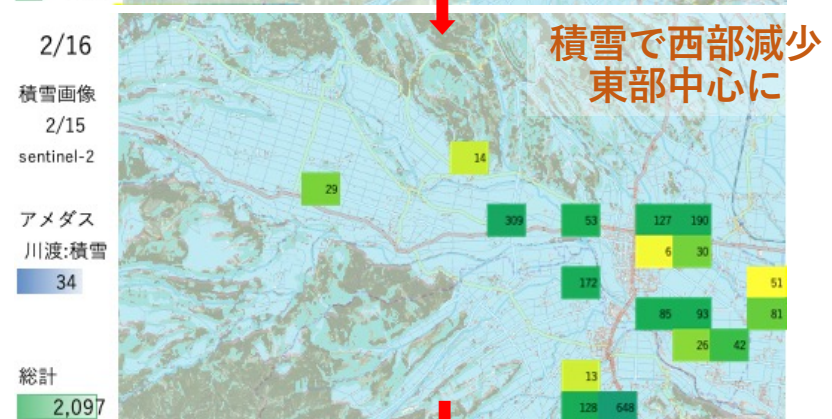 2/16
積雪で西部減少
東部中心に
積雪画像
2/15
sentinel-2
14
29
アメダス
川渡:積雪
34
309 53 127 190
6 30
172 51
85 93 81
26 42
総計
13
2,097
128 648